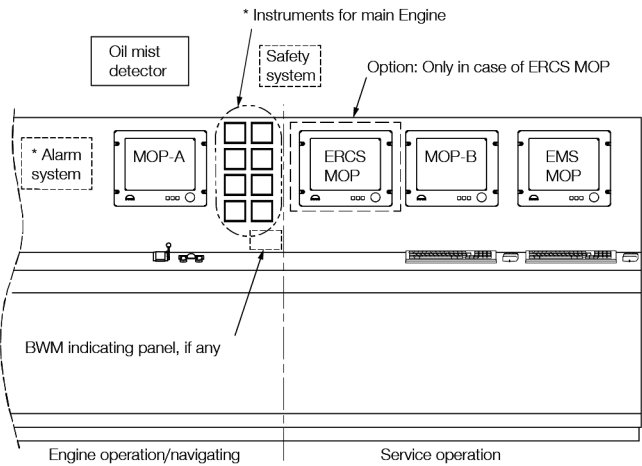 * Instruments for main Engine
Oil mist
detector
Safety
system
Option: Only in case of ERCS MOP
* Alarm
system
MOP-A
ERCS
MOP
MOP-B
EMS
MOP
BWM indicating panel, if any
Engine operation/navigating
Service operation